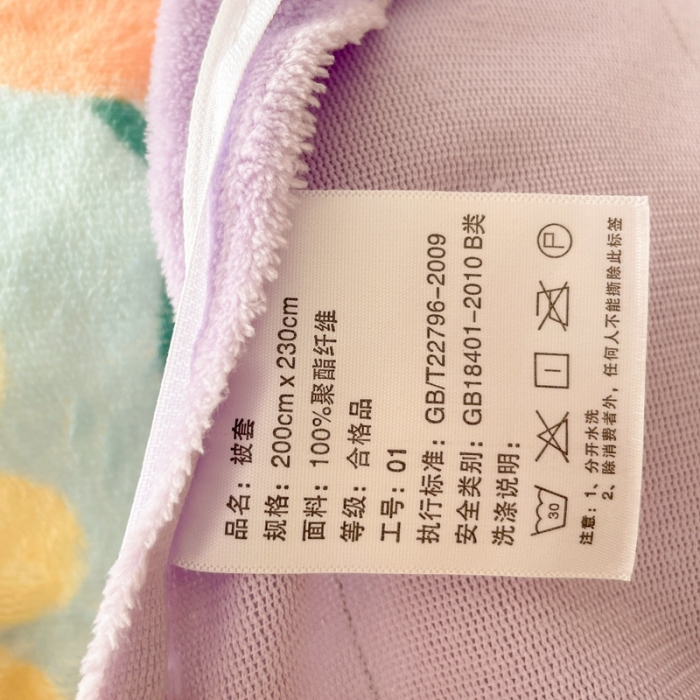 品名：被套
规格：200cm x 230cm
面料：100%聚酯纤维
等级：合格品
工号：01
执行标准：GB/T22796-2009
安全类别：GB18401-2010 B类
洗涤说明：
30
P
注意：1、分开水洗
2、除消费者外，任何人不能撕除此标签